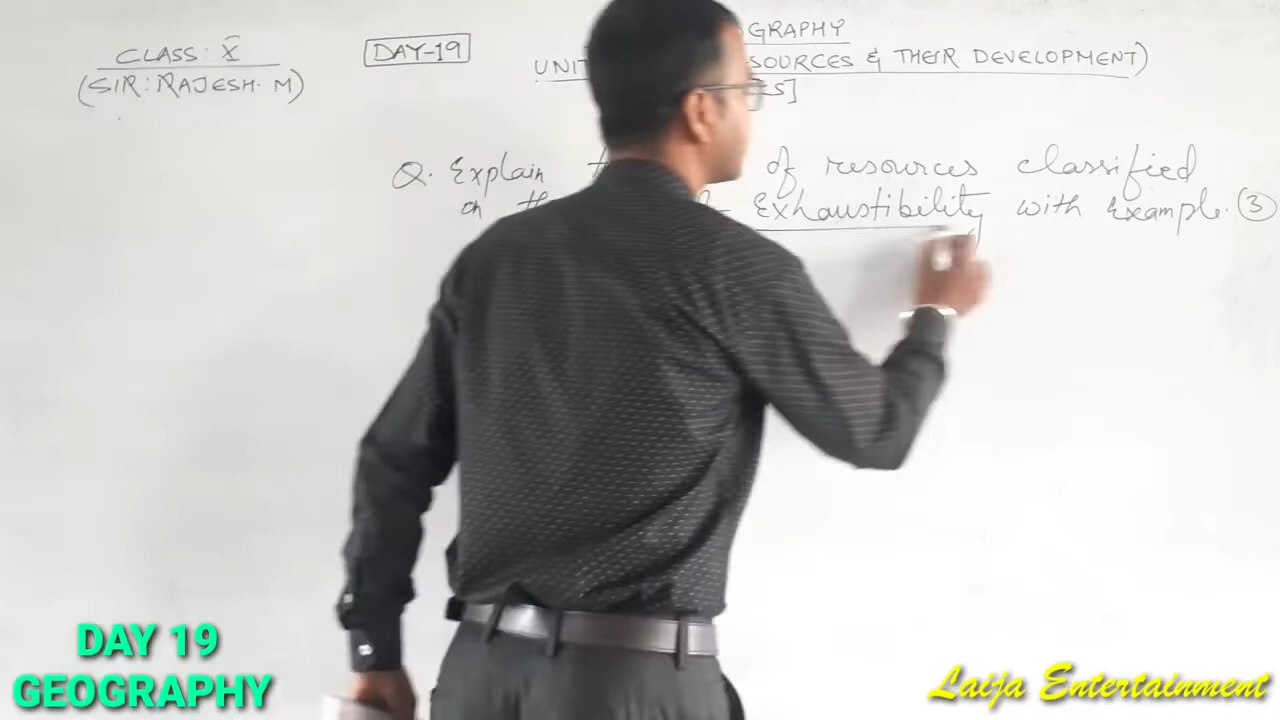 CLASS: X
(SIR: RAJESH. M)
DAY-19
GRAPHY
UNIT SOURCES & THEIR DEVELOPMENT)
ES]
Q. Explain of resources classified
on Exhaustibility with Example. (3)
DAY 19
GEOGRAPHY
Laija Entertainment